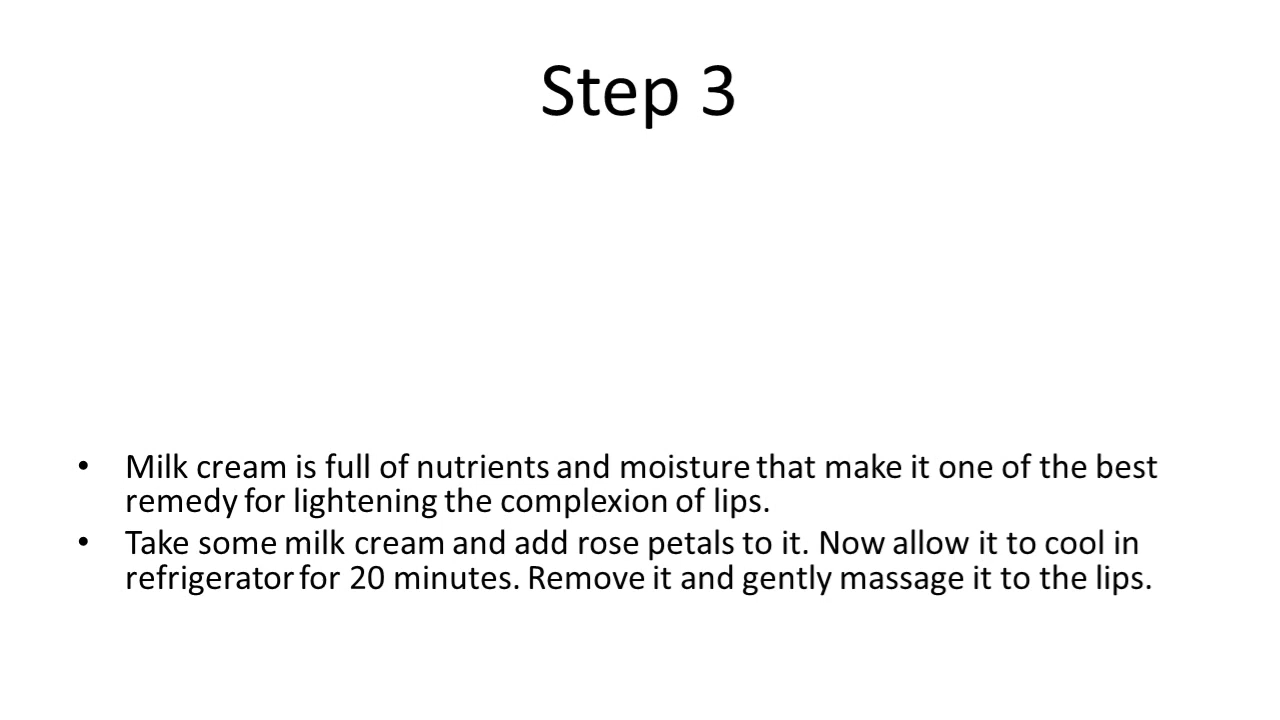 Step 3
• Milk cream is full of nutrients and moisture that make it one of the best
remedy for lightening the complexion of lips.
• Take some milk cream and add rose petals to it. Now allow it to cool in
refrigerator for 20 minutes. Remove it and gently massage it to the lips.